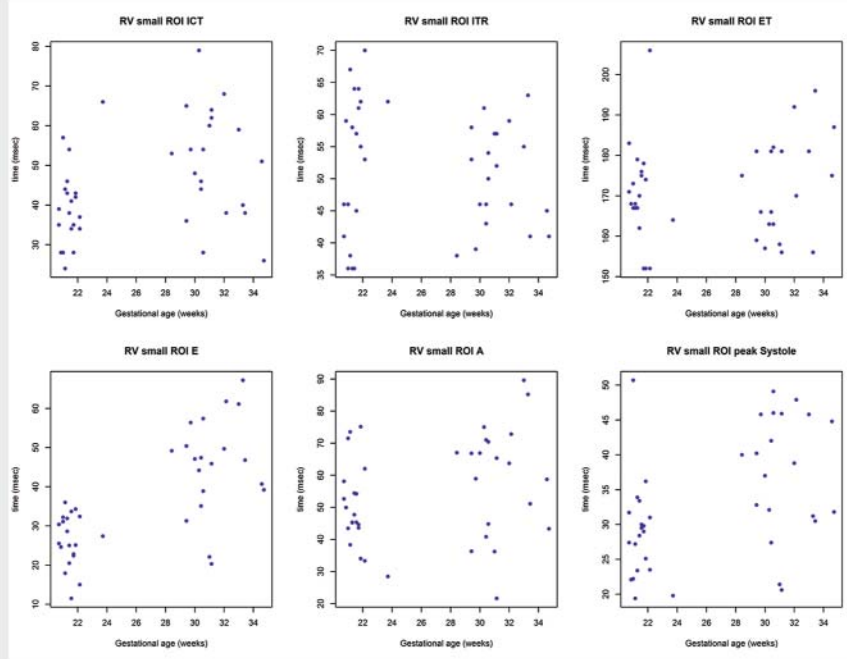 RV small ROI ICT
80
70
60
50
40
30
time (msec)
22 24 26 28 30 32 34
Gestational age (weeks)
RV small ROI ITR
70
65
60
55
50
45
40
35
time (msec)
22 24 26 28 30 32 34
Gestational age (weeks)
RV small ROI ET
200
190
180
170
160
150
time (msec)
22 24 26 28 30 32 34
Gestational age (weeks)
RV small ROI E
60
50
40
30
20
10
time (msec)
22 24 26 28 30 32 34
Gestational age (weeks)
RV small ROI A
90
80
70
60
50
40
30
20
time (msec)
22 24 26 28 30 32 34
Gestational age (weeks)
RV small ROI peak Systole
50
45
40
35
30
25
20
time (msec)
22 24 26 28 30 32 34
Gestational age (weeks)